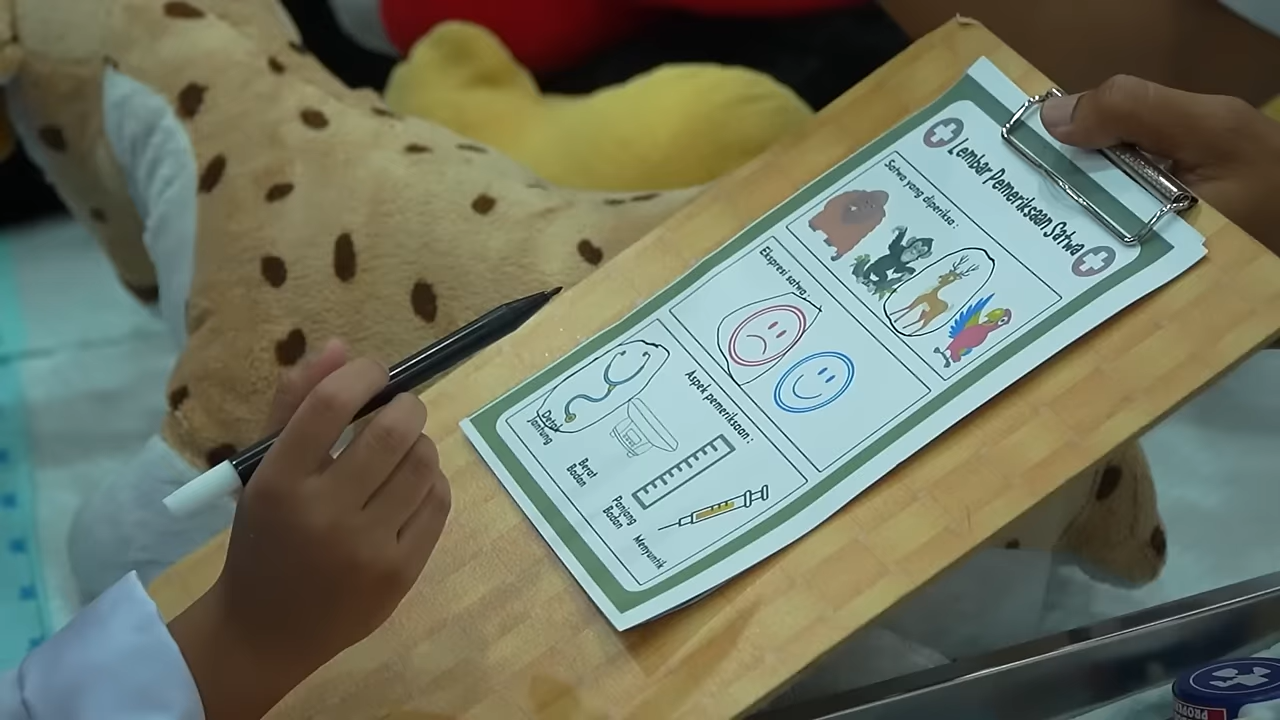 Lembar Pemeriksaan Satwa
Satwa yang diperiksa :
Ekspresi satwa :
Aspek pemeriksaan :
Detak
jantung
Berat
Badan
Panjang
Badan
Menyuntik